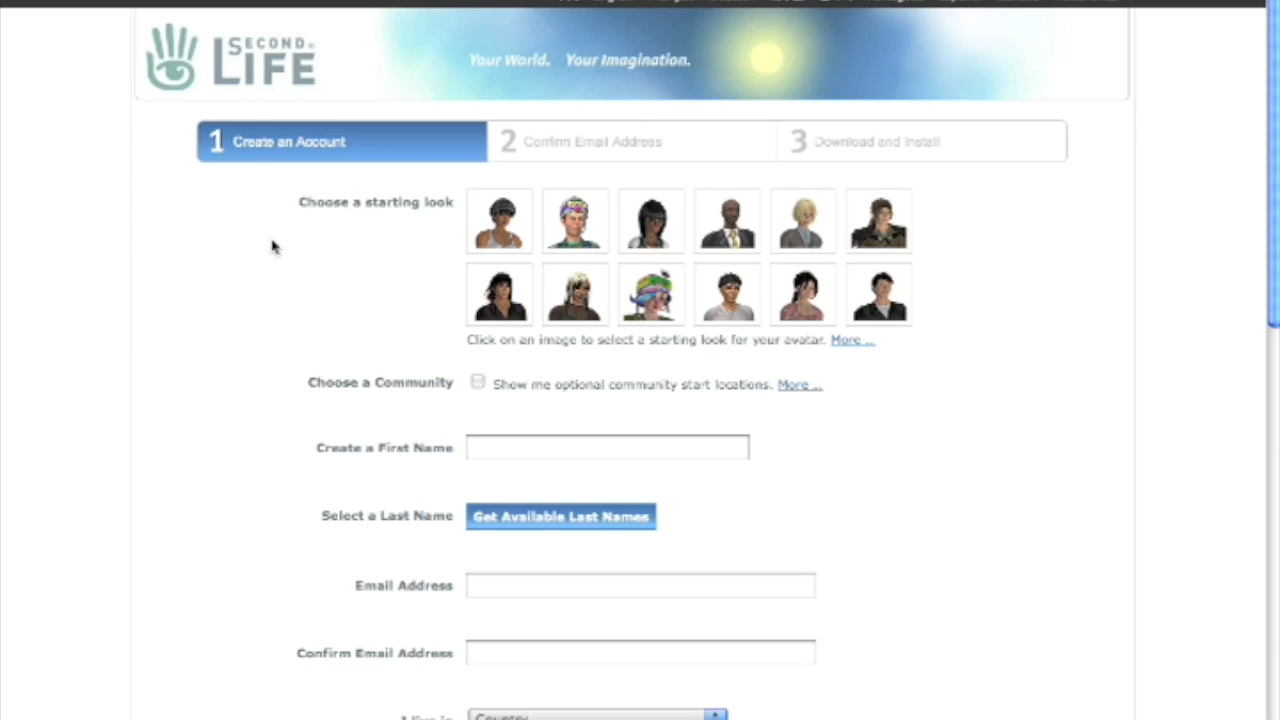 SECOND
LIFE
Your World. Your Imagination.
1 Create an Account
2 Confirm Email Address
3 Download and Install
Choose a starting look
Click on an image to select a starting look for your avatar. More ...
Choose a Community
Show me optional community start locations. More ...
Create a First Name
Select a Last Name
Get Available Last Names
Email Address
Confirm Email Address
I live in
Country